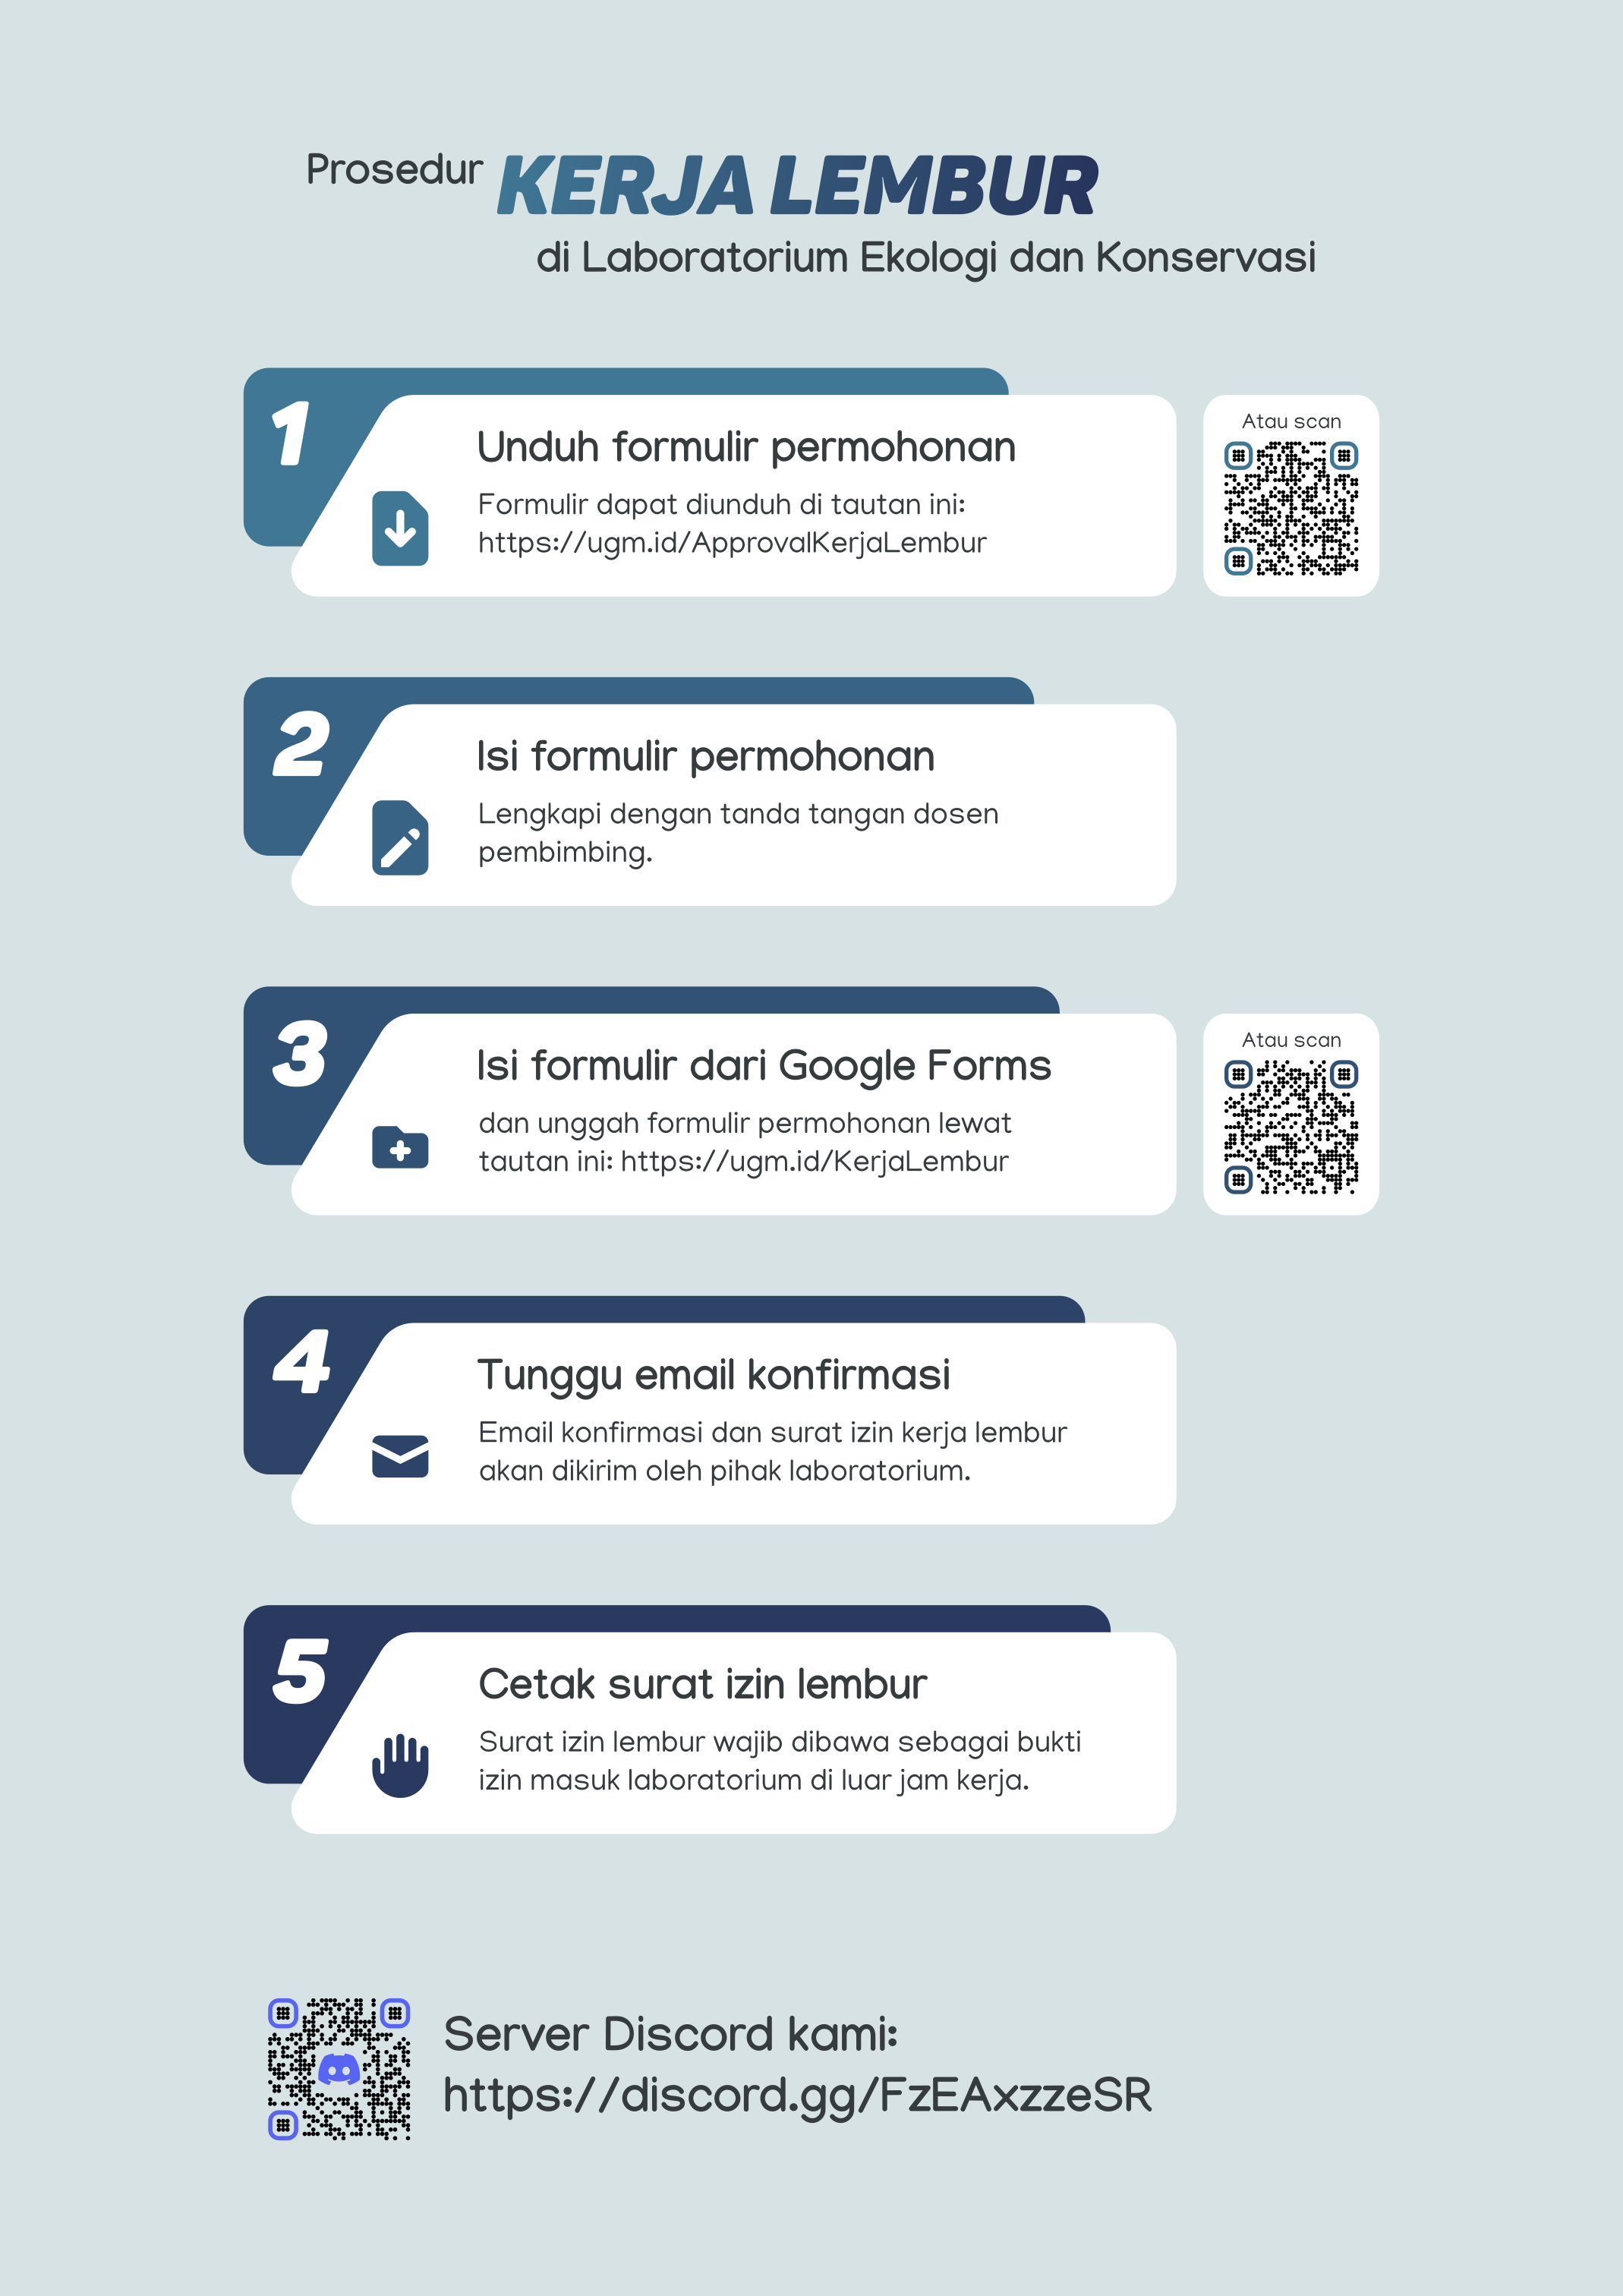 Prosedur KERJA LEMBUR
di Laboratorium Ekologi dan Konservasi
1
Unduh formulir permohonan
Formulir dapat diunduh di tautan ini:
https://ugm.id/ApprovalKerjaLembur
Atau scan
2
Isi formulir permohonan
Lengkapi dengan tanda tangan dosen
pembimbing.
3
Isi formulir dari Google Forms
dan unggah formulir permohonan lewat
tautan ini: https://ugm.id/KerjaLembur
Atau scan
4
Tunggu email konfirmasi
Email konfirmasi dan surat izin kerja lembur
akan dikirim oleh pihak laboratorium.
5
Cetak surat izin lembur
Surat izin lembur wajib dibawa sebagai bukti
izin masuk laboratorium di luar jam kerja.
Server Discord kami:
https://discord.gg/FzEAxzzeSR